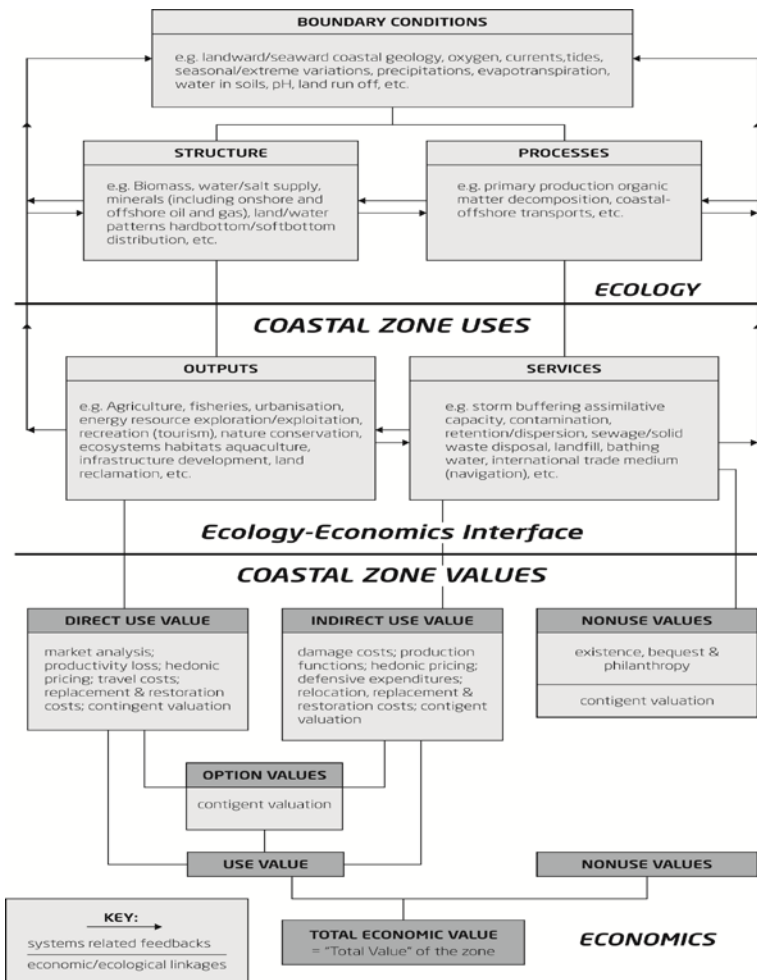 BOUNDARY CONDITIONS
e.g. landward/seaward coastal geology, oxygen, currents,tides,
seasonal/extreme variations, precipitations, evapotranspiration,
water in soils, pH, land run off, etc.
STRUCTURE
e.g. Biomass, water/salt supply,
minerals (including onshore and
offshore oil and gas), land/water
patterns hardbottom/softbottom
distribution, etc.
PROCESSES
e.g. primary production organic
matter decomposition, coastal-
offshore transports, etc.
ECOLOGY
COASTAL ZONE USES
OUTPUTS
e.g. Agriculture, fisheries, urbanisation,
energy resource exploration/exploitation,
recreation (tourism), nature conservation,
ecosystems habitats aquaculture,
infrastructure development, land
reclamation, etc.
SERVICES
e.g. storm buffering assimilative
capacity, contamination,
retention/dispersion, sewage/solid
waste disposal, landfill, bathing
water, international trade medium
(navigation), etc.
Ecology-Economics Interface
COASTAL ZONE VALUES
DIRECT USE VALUE
market analysis;
productivity loss; hedonic
pricing; travel costs;
replacement & restoration
costs; contingent valuation
INDIRECT USE VALUE
damage costs; production
functions; hedonic pricing;
defensive expenditures;
relocation, replacement &
restoration costs; contigent
valuation
NONUSE VALUES
existence, bequest &
philanthropy
contigent valuation
OPTION VALUES
contigent valuation
USE VALUE
NONUSE VALUES
KEY:
systems related feedbacks
economic/ecological linkages
TOTAL ECONOMIC VALUE
= "Total Value" of the zone
ECONOMICS